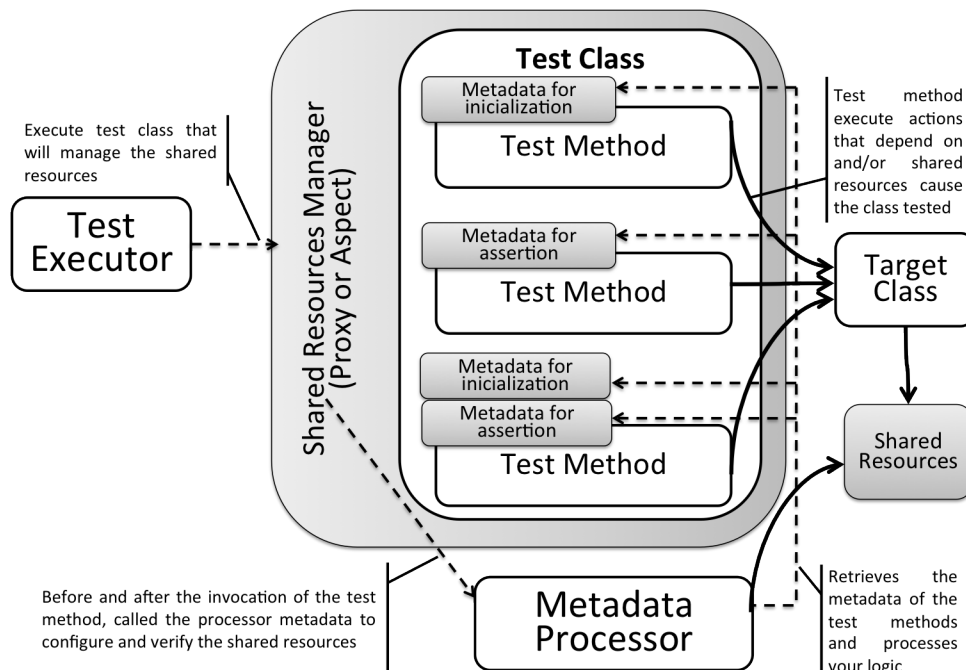 Test Class
Metadata for
inicialization
Test Method
Metadata for
assertion
Test Method
Metadata for
inicialization
Metadata for
assertion
Test Method
Shared Resources Manager
(Proxy or Aspect)
Execute test class that
will manage the shared
resources
Test
Executor
Test method
execute actions
that depend on
and/or shared
resources cause
the class tested
Target
Class
Shared
Resources
Before and after the invocation of the test
method, called the processor metadata to
configure and verify the shared resources
Metadata
Processor
Retrieves the
metadata of the
test methods
and processes
your logic